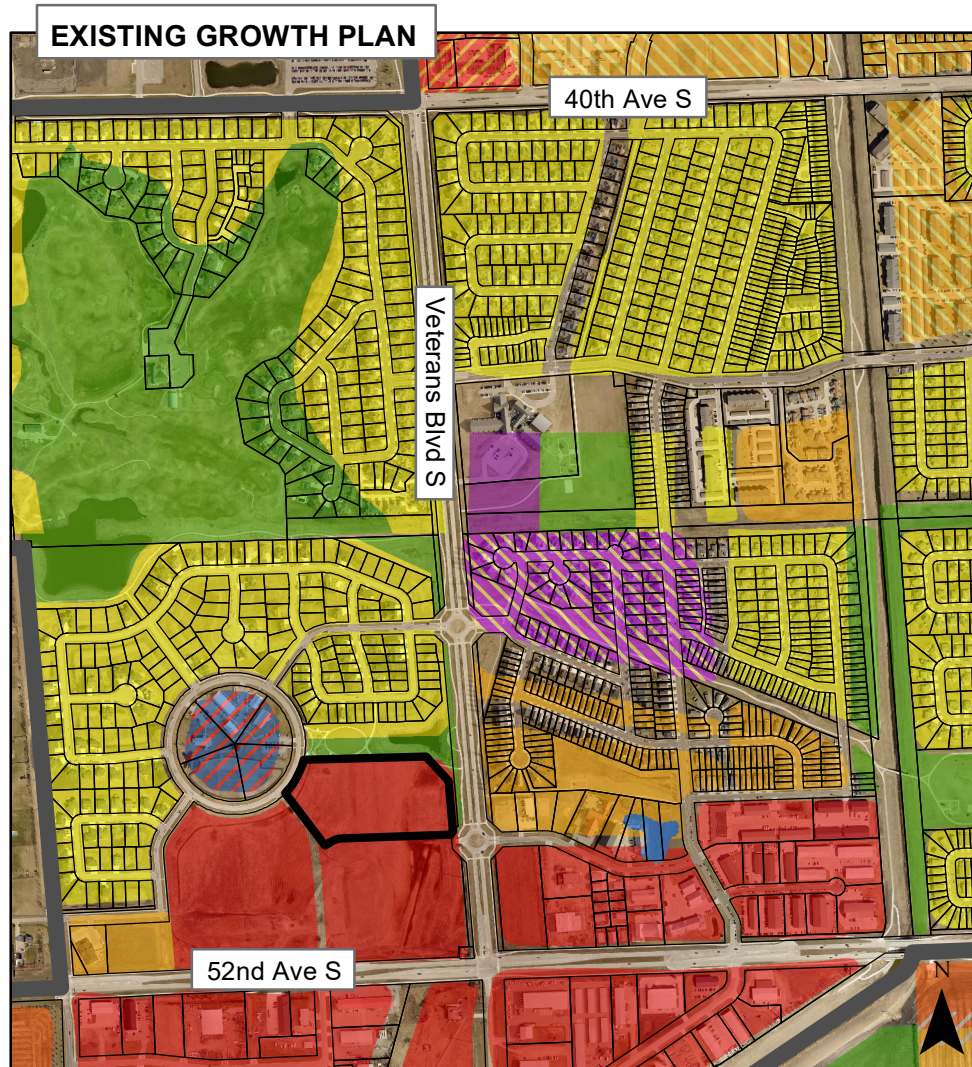 EXISTING GROWTH PLAN
40th Ave S
Veterans Blvd S
52nd Ave S
N